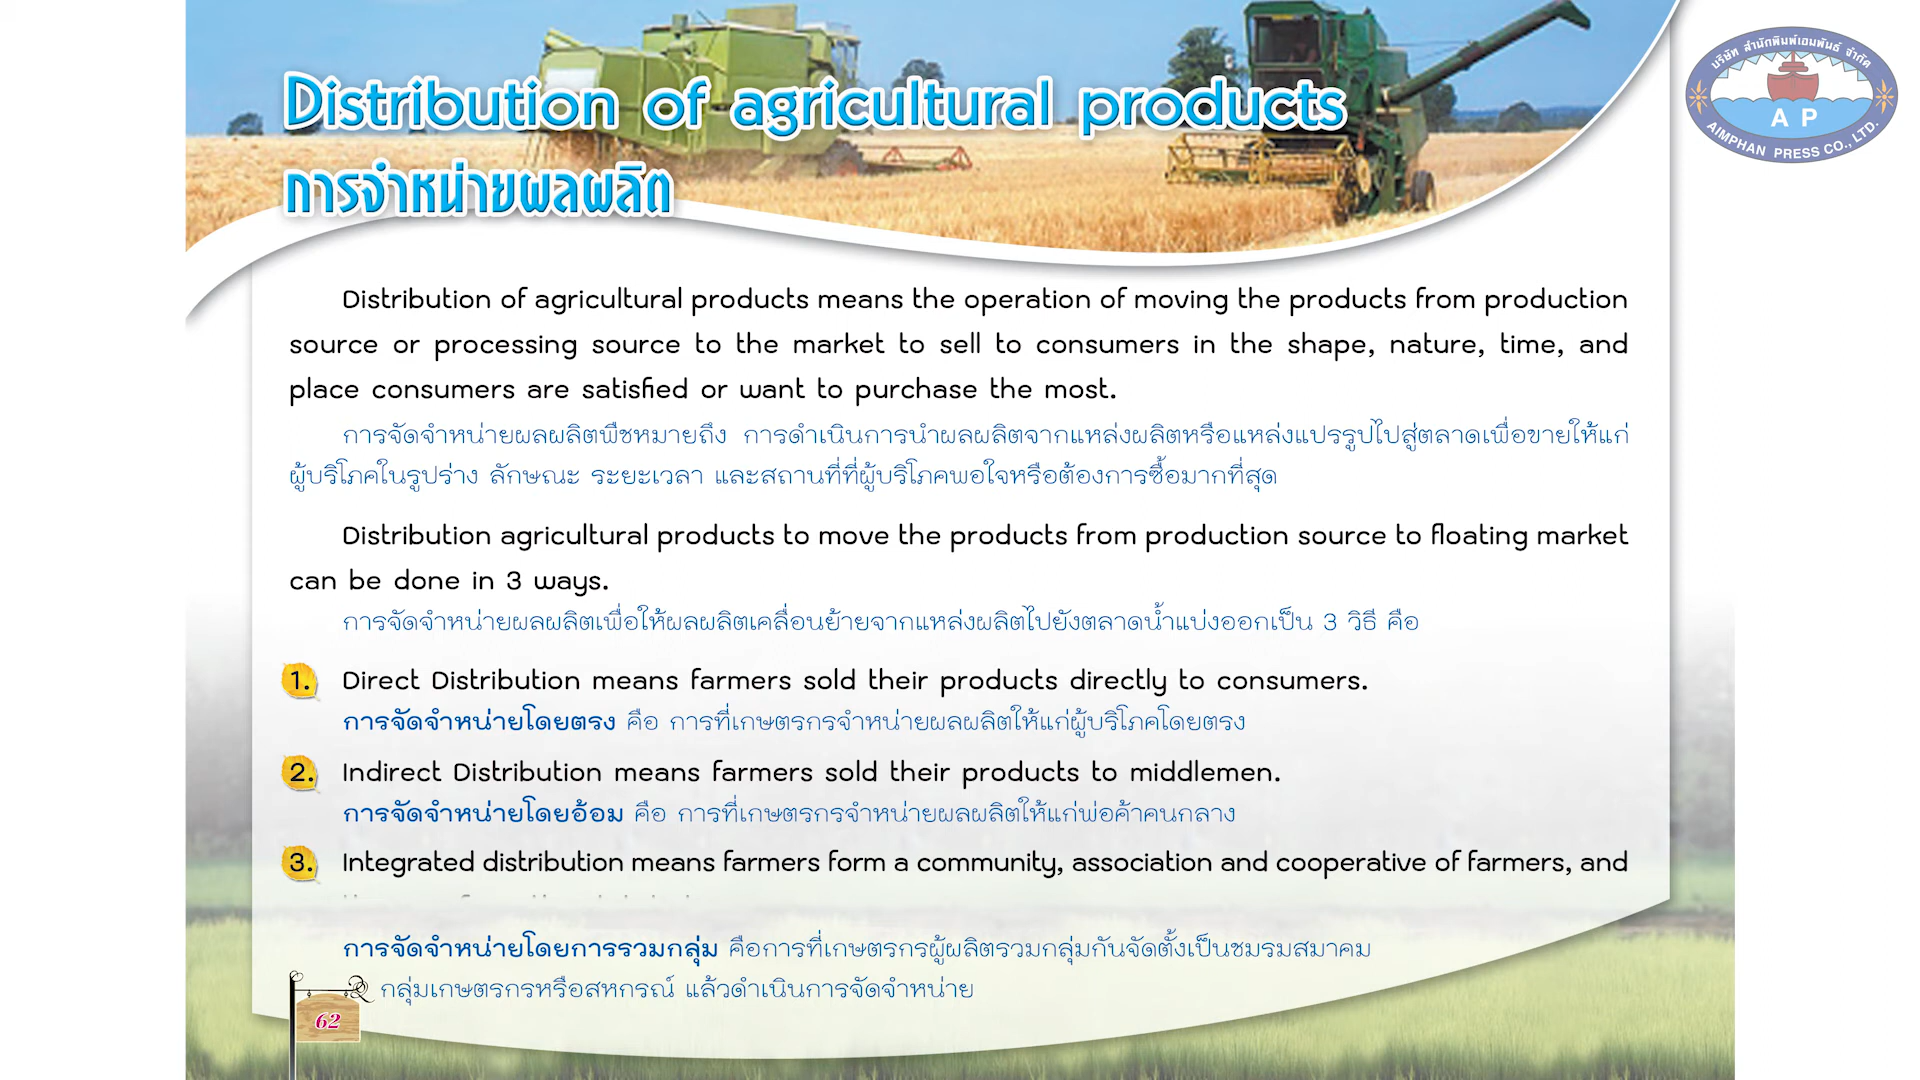 Distribution of agricultural products
การจำหน่ายผลผลิต
บริษัท สำนักพิมพ์เอมพันธ์ จำกัด
A P
AIMPHAN PRESS CO., LTD.
Distribution of agricultural products means the operation of moving the products from production
source or processing source to the market to sell to consumers in the shape, nature, time, and
place consumers are satisfied or want to purchase the most.
การจัดจำหน่ายผลผลิตพืชหมายถึง การดำเนินการนำผลผลิตจากแหล่งผลิตหรือแหล่งแปรรูปไปสู่ตลาดเพื่อขายให้แก่
ผู้บริโภคในรูปร่าง ลักษณะ ระยะเวลา และสถานที่ที่ผู้บริโภคพอใจหรือต้องการซื้อมากที่สุด
Distribution agricultural products to move the products from production source to floating market
can be done in 3 ways.
การจัดจำหน่ายผลผลิตเพื่อให้ผลผลิตเคลื่อนย้ายจากแหล่งผลิตไปยังตลาดน้ำแบ่งออกเป็น 3 วิธี คือ
1. Direct Distribution means farmers sold their products directly to consumers.
การจัดจำหน่ายโดยตรง คือ การที่เกษตรกรจำหน่ายผลผลิตให้แก่ผู้บริโภคโดยตรง
2. Indirect Distribution means farmers sold their products to middlemen.
การจัดจำหน่ายโดยอ้อม คือ การที่เกษตรกรจำหน่ายผลผลิตให้แก่พ่อค้าคนกลาง
3. Integrated distribution means farmers form a community, association and cooperative of farmers, and
การจัดจำหน่ายโดยการรวมกลุ่ม คือการที่เกษตรกรผู้ผลิตรวมกลุ่มกันจัดตั้งเป็นชมรมสมาคม
กลุ่มเกษตรกรหรือสหกรณ์ แล้วดำเนินการจัดจำหน่าย
62